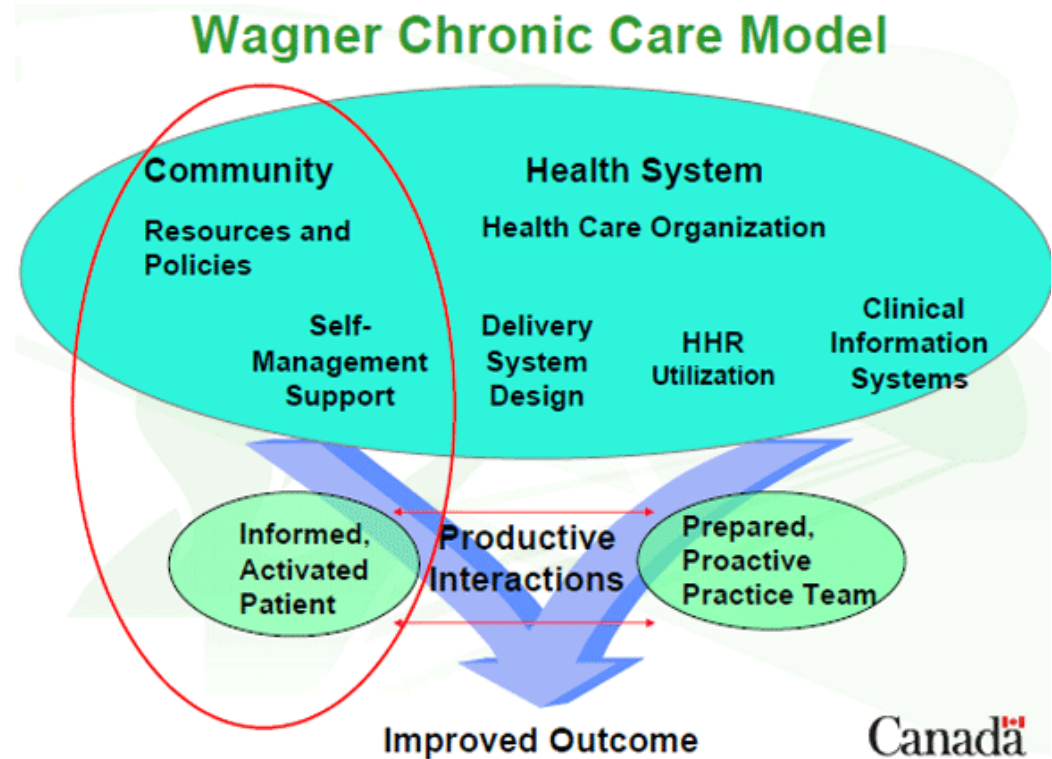 Wagner Chronic Care Model
Community
Resources and
Policies
Health System
Health Care Organization
Self-
Management
Support
Delivery
System
Design
HHR
Utilization
Clinical
Information
Systems
Informed,
Activated
Patient
Productive
Interactions
Prepared,
Proactive
Practice Team
Improved Outcome
Canada